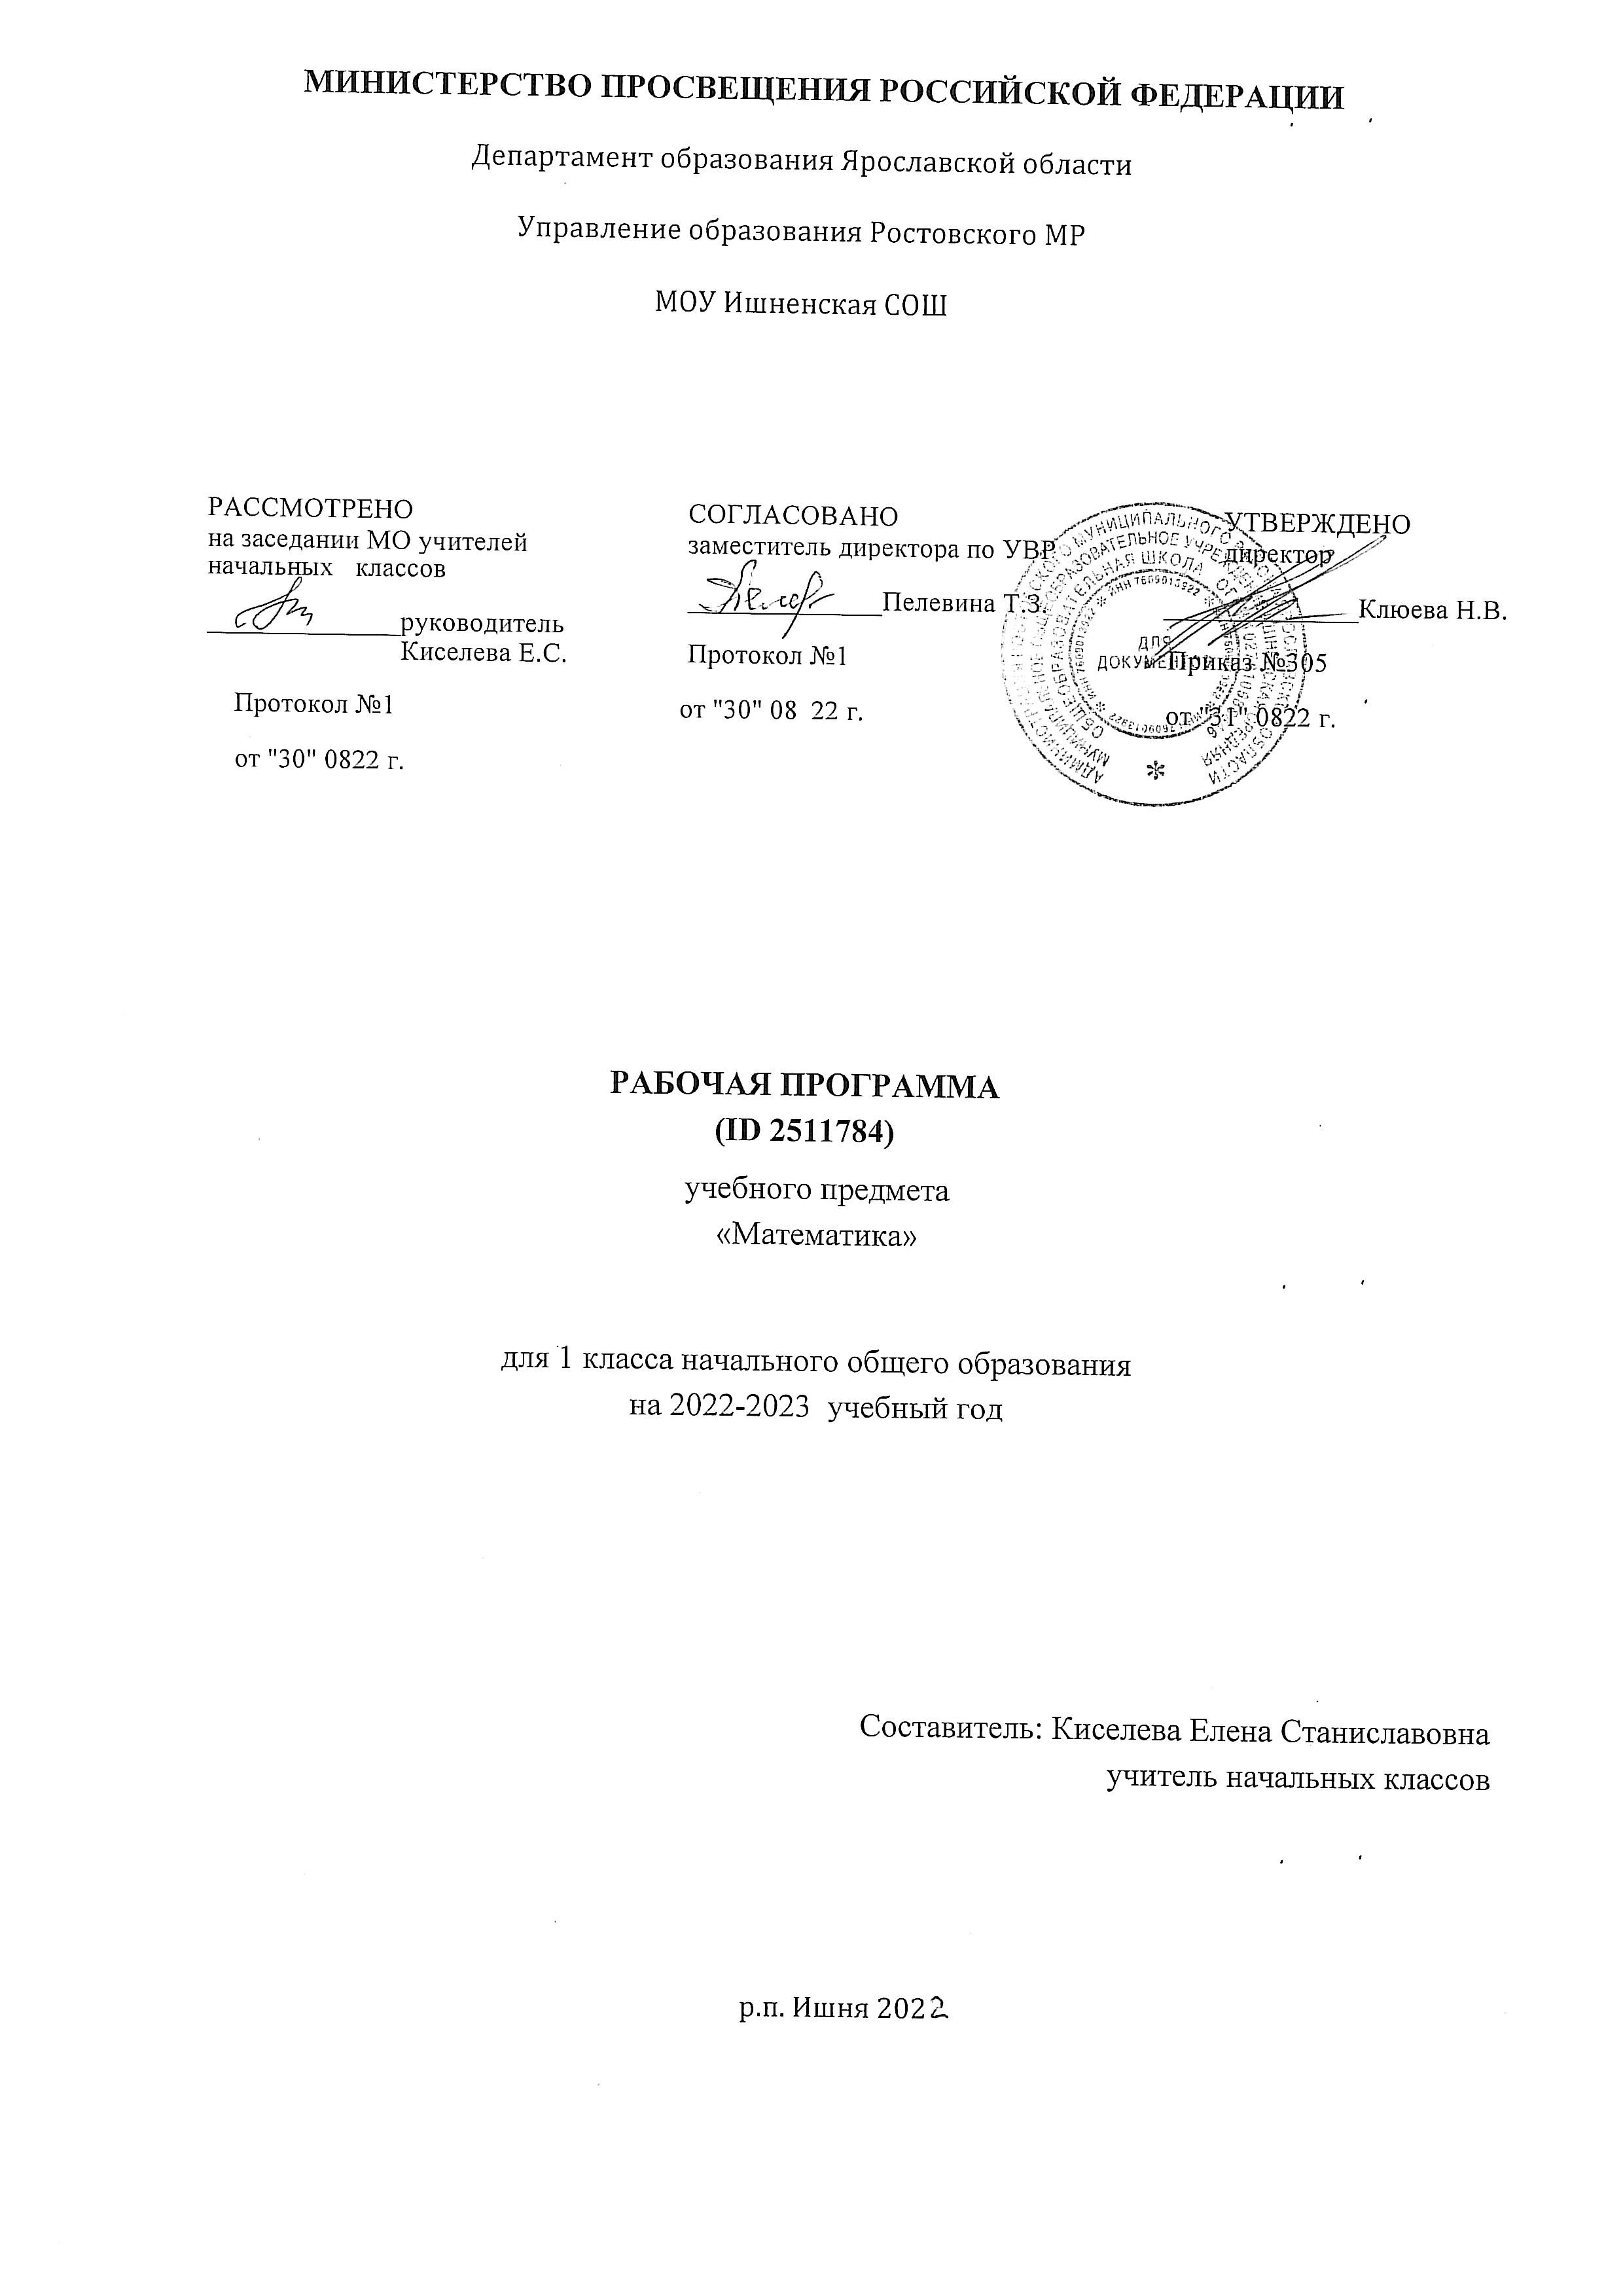 МИНИСТЕРСТВО ПРОСВЕЩЕНИЯ РОССИЙСКОЙ ФЕДЕРАЦИИ
Департамент образования Ярославской области
Управление образования Ростовского МР
МОУ Ишненская СОШ
РАССМОТРЕНО
на заседании МО учителей
начальных классов
руководитель
Киселева Е.С.
Протокол №1
от "30" 0822 г.
СОГЛАСОВАНО
заместитель директора по УВР
Пелевина Т.З.
Протокол №1
от "30" 08 22 г.
УТВЕРЖДЕНО
директор
Клюева Н.В.
Приказ №305
от "31" 0822 г.
ДЛЯ
РАБОЧАЯ ПРОГРАММА
(ID 2511784)
учебного предмета
«Математика»
для 1 класса начального общего образования
на 2022-2023 учебный год
Составитель: Киселева Елена Станиславовна
учитель начальных классов
р.п. Ишня 2022